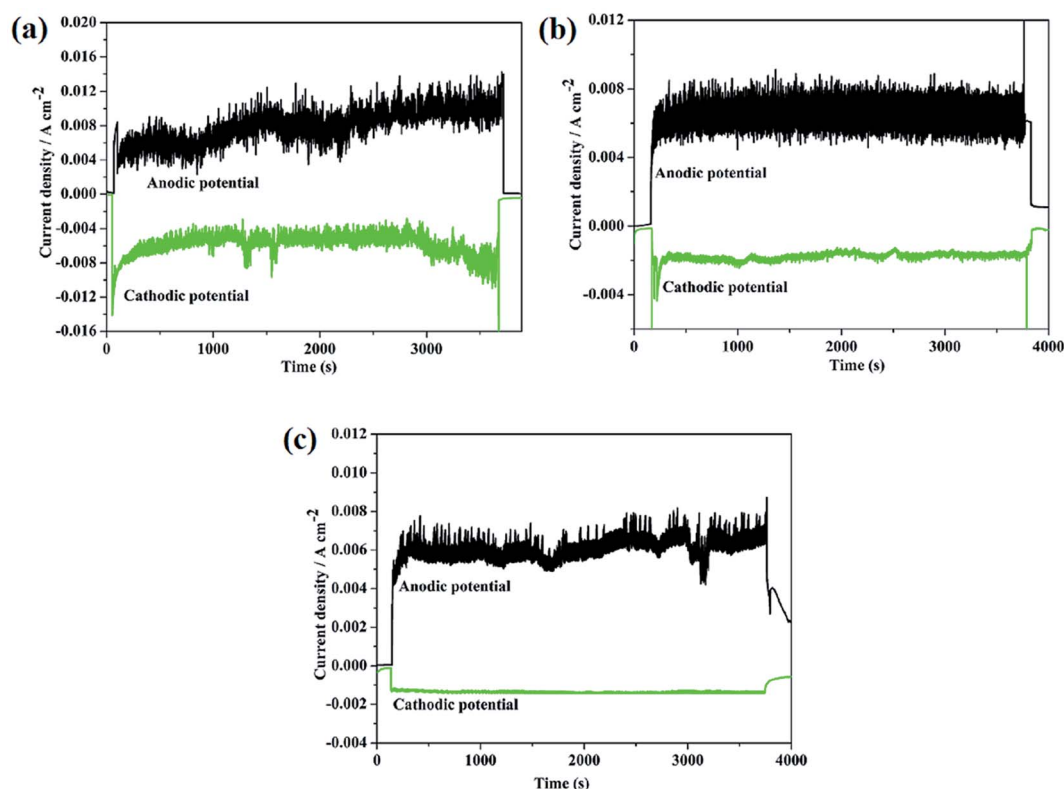 (a)
0.020
0.016
0.012
0.008
0.004
0.000
-0.004
-0.008
-0.012
-0.016
Current density / A cm⁻²
Anodic potential
Cathodic potential
0 1000 2000 3000
Time (s)
(b)
0.012
0.008
0.004
0.000
-0.004
Current density / A cm⁻²
Anodic potential
Cathodic potential
0 1000 2000 3000 4000
Time (s)
(c)
0.012
0.010
0.008
0.006
0.004
0.002
0.000
-0.002
-0.004
Current density / A cm⁻²
Anodic potential
Cathodic potential
0 1000 2000 3000 4000
Time (s)